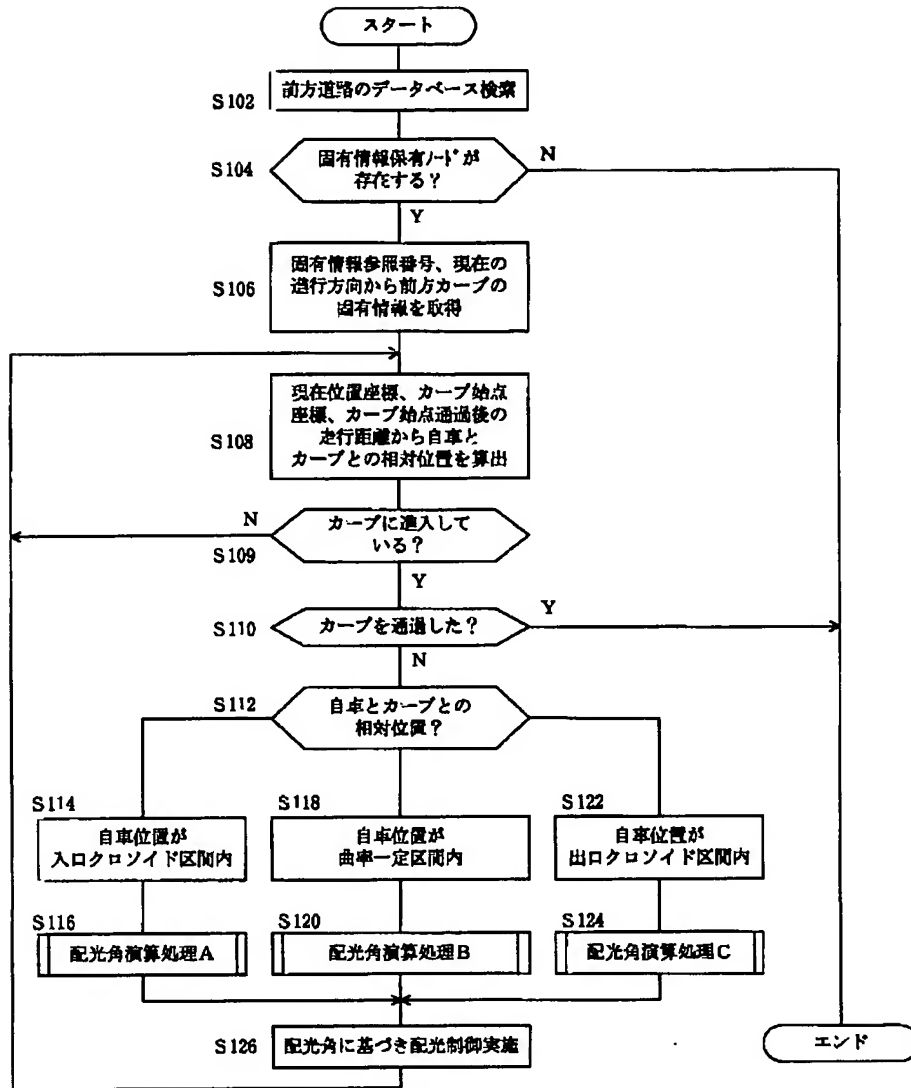 スタート
S102
前方道路のデータベース検索
S104
固有情報保有ノードが
存在する?
N
Y
S106
固有情報参照番号、現在の
進行方向から前方カーブの
固有情報を取得
S108
現在位置座標、カーブ始点
座標、カーブ始点通過後の
走行距離から自車と
カーブとの相対位置を算出
N
S109
カーブに進入して
いる?
Y
S110
カーブを通過した?
Y
N
S112
自車とカーブとの
相対位置?
S114
自車位置が
入口クロソイド区間内
S118
自車位置が
曲率一定区間内
S122
自車位置が
出口クロソイド区間内
S116
配光角演算処理A
S120
配光角演算処理B
S124
配光角演算処理C
S126
配光角に基づき配光制御実施
エンド